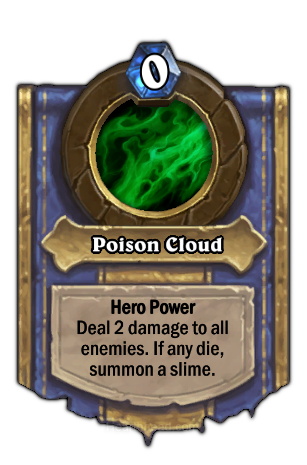 0
Poison Cloud
Hero Power
Deal 2 damage to all
enemies. If any die,
summon a slime.